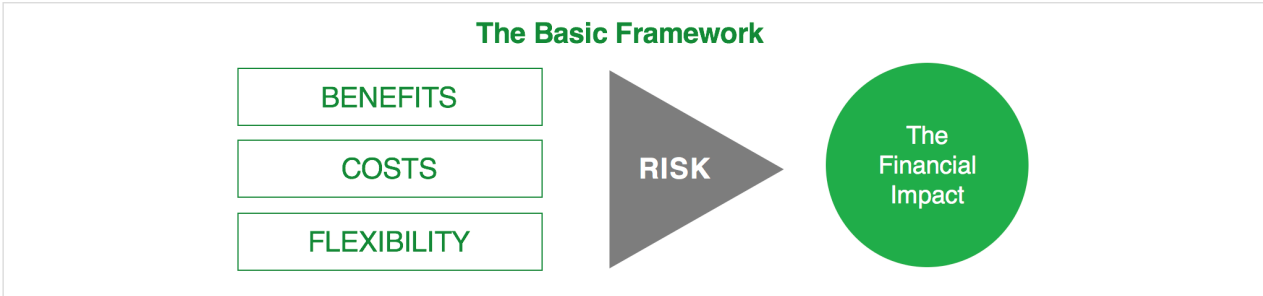 The Basic Framework
BENEFITS
COSTS
FLEXIBILITY
RISK
The
Financial
Impact